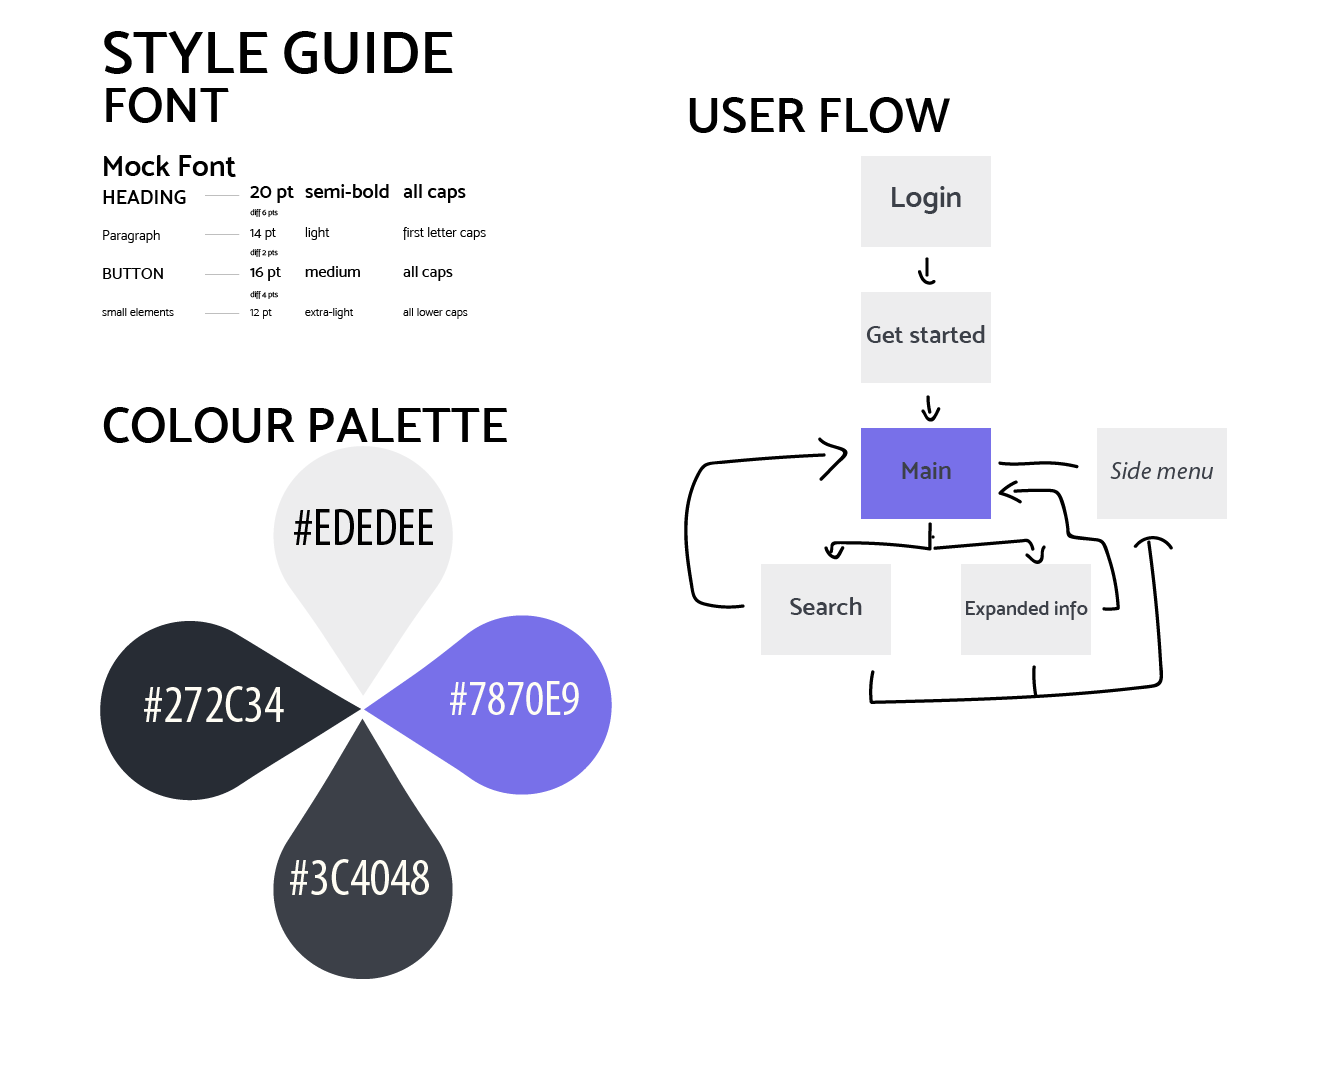 STYLE GUIDE
FONT
Mock Font
HEADING 20 pt semi-bold all caps
diff 6 pts
Paragraph 14 pt light first letter caps
diff 2 pts
BUTTON 16 pt medium all caps
diff 4 pts
small elements 12 pt extra-light all lower caps
COLOUR PALETTE
#EDEDEE
#272C34
#7870E9
#3C4048
USER FLOW
Login
Get started
Main
Side menu
Search
Expanded info